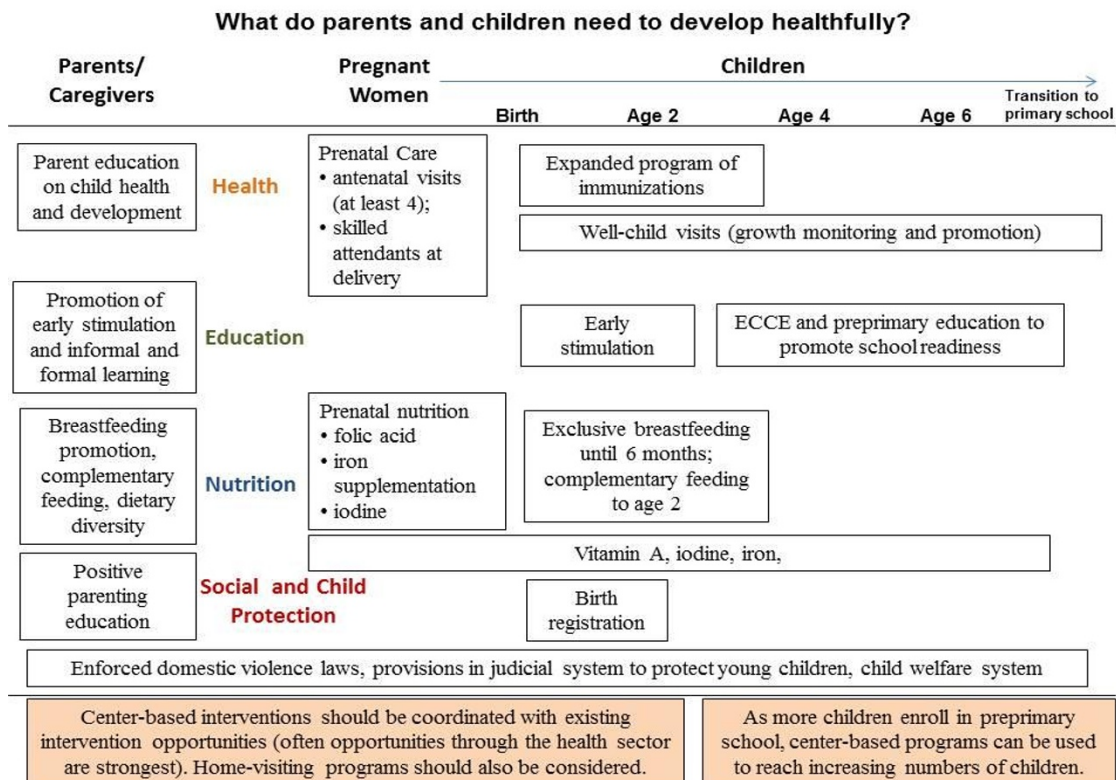 What do parents and children need to develop healthfully?
Parents/
Caregivers
Pregnant
Women
Children
Birth
Age 2
Age 4
Age 6
Transition to
primary school
Parent education
on child health
and development
Health
Prenatal Care
• antenatal visits
(at least 4);
• skilled
attendants at
delivery
Expanded program of
immunizations
Well-child visits (growth monitoring and promotion)
Promotion of
early stimulation
and informal and
formal learning
Education
Early
stimulation
ECCE and preprimary education to
promote school readiness
Breastfeeding
promotion,
complementary
feeding, dietary
diversity
Nutrition
Prenatal nutrition
• folic acid
• iron
supplementation
• iodine
Exclusive breastfeeding
until 6 months;
complementary feeding
to age 2
Vitamin A, iodine, iron,
Positive
parenting
education
Social and Child
Protection
Birth
registration
Enforced domestic violence laws, provisions in judicial system to protect young children, child welfare system
Center-based interventions should be coordinated with existing
intervention opportunities (often opportunities through the health sector
are strongest). Home-visiting programs should also be considered.
As more children enroll in preprimary
school, center-based programs can be used
to reach increasing numbers of children.